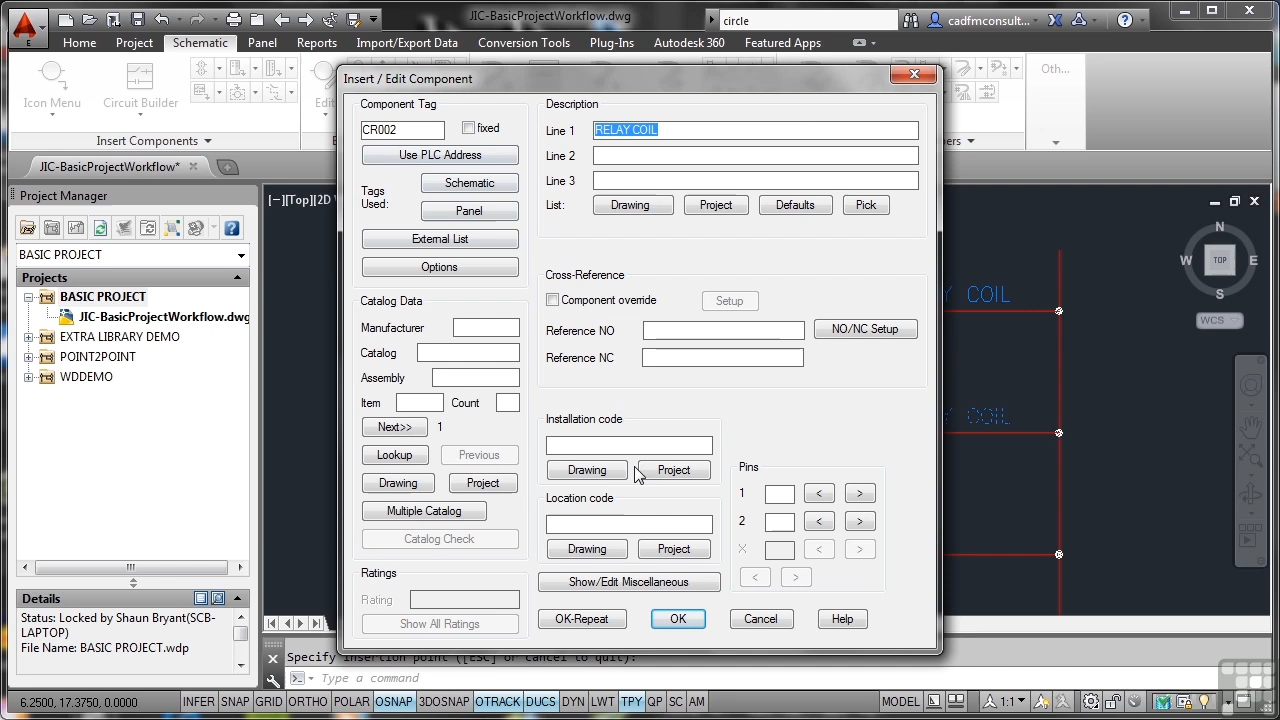 JIC-BasicProjectWorkflow.dwg
circle
cadfmconsult...
E
Home
Project
Schematic
Panel
Reports
Import/Export Data
Conversion Tools
Plug-Ins
Autodesk 360
Featured Apps
Icon Menu
Circuit Builder
Edit
Oth...
Insert Components
ers
JIC-BasicProjectWorkflow*
Project Manager
BASIC PROJECT
Projects
BASIC PROJECT
JIC-BasicProjectWorkflow.dwg
EXTRA LIBRARY DEMO
POINT2POINT
WDDEMO
Details
Status: Locked by Shaun Bryant(SCB-
LAPTOP)
File Name: BASIC PROJECT.wdp
[−][Top][2D W
Insert / Edit Component
Component Tag
CR002
fixed
Use PLC Address
Tags
Used:
Schematic
Panel
External List
Options
Catalog Data
Manufacturer
Catalog
Assembly
Item
Count
Next>>
1
Lookup
Previous
Drawing
Project
Multiple Catalog
Catalog Check
Ratings
Rating
Show All Ratings
Description
Line 1
RELAY COIL
Line 2
Line 3
List:
Drawing
Project
Defaults
Pick
Cross-Reference
Component override
Setup
Reference NO
NO/NC Setup
Reference NC
Installation code
Drawing
Project
Location code
Drawing
Project
Pins
1
<
>
2
<
>
X
<
>
<
>
Show/Edit Miscellaneous
OK-Repeat
OK
Cancel
Help
Y COIL
COIL
N
W
TOP
E
S
WCS
Specify insertion point ([ESC] or cancel to quit):
Type a command
6.2500, 17.3750, 0.0000
INFER
SNAP
GRID
ORTHO
POLAR
OSNAP
3DOSNAP
OTRACK
DUCS
DYN
LWT
TPY
QP
SC
AM
MODEL
1:1